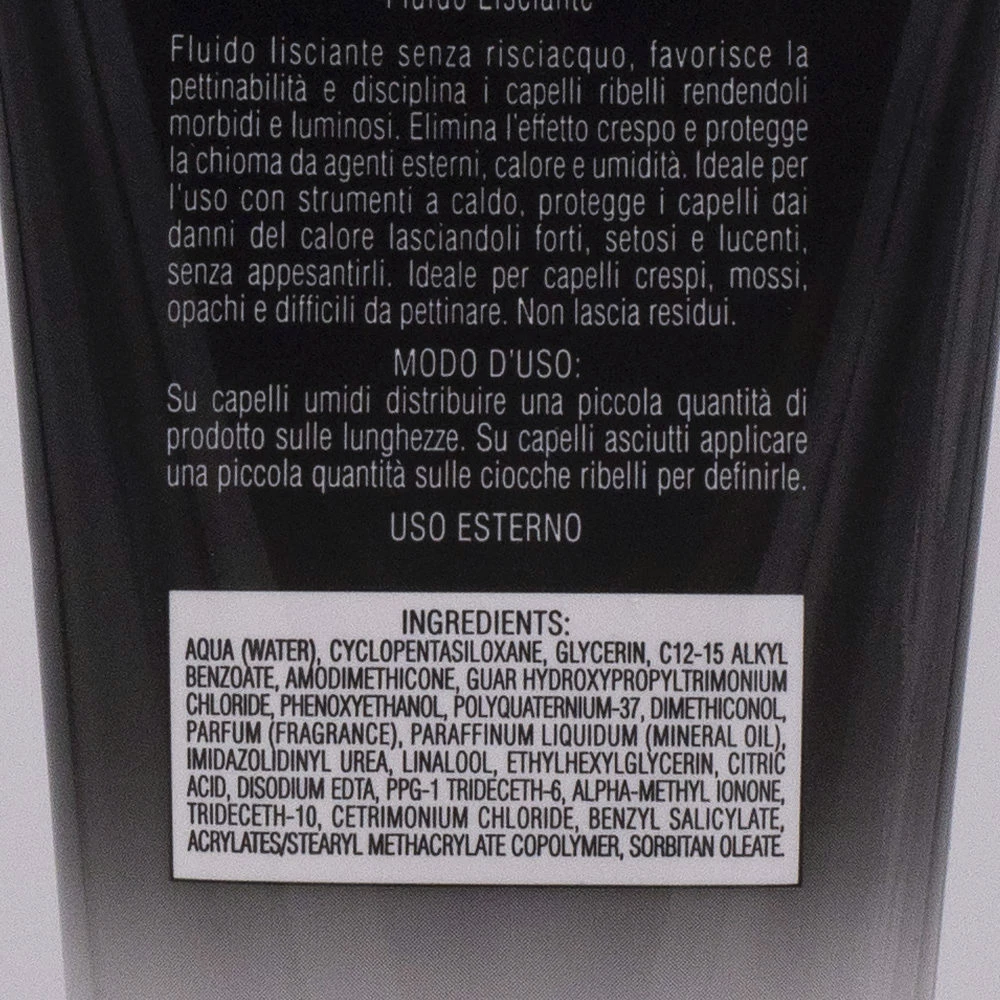 Fluido Lisciante
Fluido lisciante senza risciacquo, favorisce la
pettinabilità e disciplina i capelli ribelli rendendoli
morbidi e luminosi. Elimina l'effetto crespo e protegge
la chioma da agenti esterni, calore e umidità. Ideale per
l'uso con strumenti a caldo, protegge i capelli dai
danni del calore lasciandoli forti, setosi e lucenti,
senza appesantirli. Ideale per capelli crespi, mossi,
opachi e difficili da pettinare. Non lascia residui.
MODO D'USO:
Su capelli umidi distribuire una piccola quantità di
prodotto sulle lunghezze. Su capelli asciutti applicare
una piccola quantità sulle ciocche ribelli per definirle.
USO ESTERNO
INGREDIENTS:
AQUA (WATER), CYCLOPENTASILOXANE, GLYCERIN, C12-15 ALKYL
BENZOATE, AMODIMETHICONE, GUAR HYDROXYPROPYLTRIMONIUM
CHLORIDE, PHENOXYETHANOL, POLYQUATERNIUM-37, DIMETHICONOL,
PARFUM (FRAGRANCE), PARAFFINUM LIQUIDUM (MINERAL OIL),
IMIDAZOLIDINYL UREA, LINALOOL, ETHYLHEXYLGLYCERIN, CITRIC
ACID, DISODIUM EDTA, PPG-1 TRIDECETH-6, ALPHA-METHYL IONONE,
TRIDECETH-10, CETRIMONIUM CHLORIDE, BENZYL SALICYLATE,
ACRYLATES/STEARYL METHACRYLATE COPOLYMER, SORBITAN OLEATE.